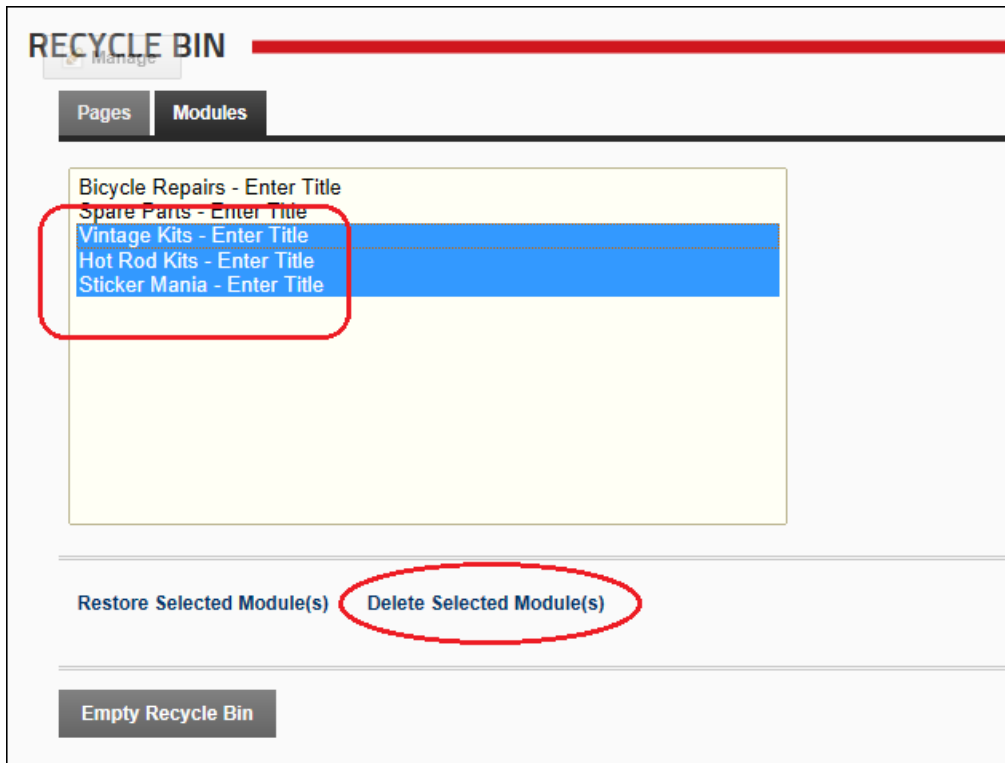 RECYCLE BIN
Manage
Pages Modules
Bicycle Repairs - Enter Title
Spare Parts - Enter Title
Vintage Kits - Enter Title
Hot Rod Kits - Enter Title
Sticker Mania - Enter Title
Restore Selected Module(s) Delete Selected Module(s)
Empty Recycle Bin